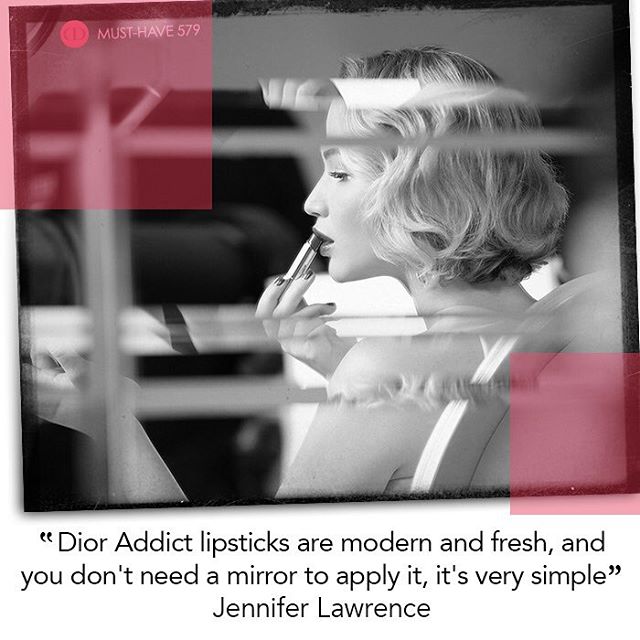 MUST-HAVE 579
“Dior Addict lipsticks are modern and fresh, and
you don't need a mirror to apply it, it's very simple”
Jennifer Lawrence